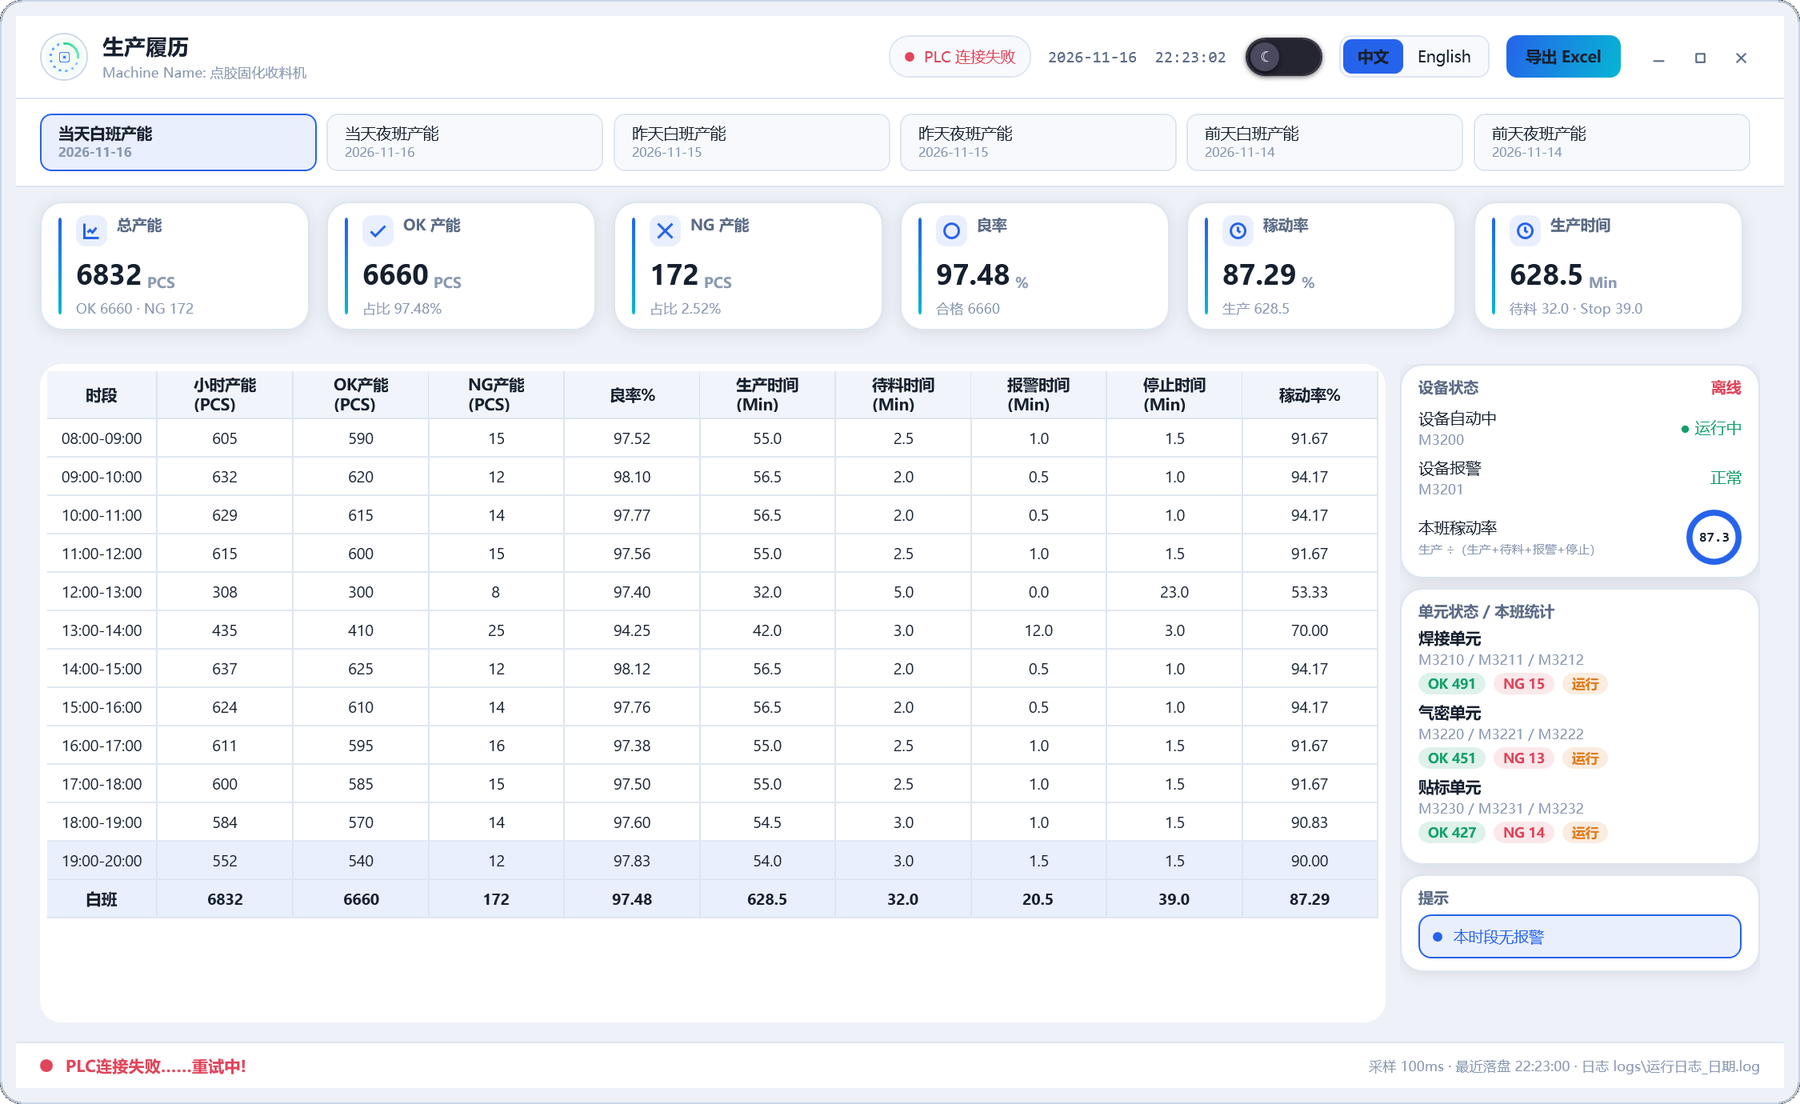 生产履历
Machine Name: 点胶固化收料机
PLC 连接失败
2026-11-16 22:23:02
中文 English
导出 Excel
当天白班产能
2026-11-16
当天夜班产能
2026-11-16
昨天白班产能
2026-11-15
昨天夜班产能
2026-11-15
前天白班产能
2026-11-14
前天夜班产能
2026-11-14
总产能
6832 PCS
OK 6660 · NG 172
OK 产能
6660 PCS
占比 97.48%
NG 产能
172 PCS
占比 2.52%
良率
97.48 %
合格 6660
稼动率
87.29 %
生产 628.5
生产时间
628.5 Min
待料 32.0 · Stop 39.0
时段 小时产能(PCS) OK产能(PCS) NG产能(PCS) 良率% 生产时间(Min) 待料时间(Min) 报警时间(Min) 停止时间(Min) 稼动率%
08:00-09:00 605 590 15 97.52 55.0 2.5 1.0 1.5 91.67
09:00-10:00 632 620 12 98.10 56.5 2.0 0.5 1.0 94.17
10:00-11:00 629 615 14 97.77 56.5 2.0 0.5 1.0 94.17
11:00-12:00 615 600 15 97.56 55.0 2.5 1.0 1.5 91.67
12:00-13:00 308 300 8 97.40 32.0 5.0 0.0 23.0 53.33
13:00-14:00 435 410 25 94.25 42.0 3.0 12.0 3.0 70.00
14:00-15:00 637 625 12 98.12 56.5 2.0 0.5 1.0 94.17
15:00-16:00 624 610 14 97.76 56.5 2.0 0.5 1.0 94.17
16:00-17:00 611 595 16 97.38 55.0 2.5 1.0 1.5 91.67
17:00-18:00 600 585 15 97.50 55.0 2.5 1.0 1.5 91.67
18:00-19:00 584 570 14 97.60 54.5 3.0 1.0 1.5 90.83
19:00-20:00 552 540 12 97.83 54.0 3.0 1.5 1.5 90.00
白班 6832 6660 172 97.48 628.5 32.0 20.5 39.0 87.29
设备状态 离线
设备自动中
M3200
运行中
设备报警
M3201
正常
本班稼动率
生产 ÷（生产+待料+报警+停止）
87.3
单元状态 / 本班统计
焊接单元
M3210 / M3211 / M3212
OK 491 NG 15 运行
气密单元
M3220 / M3221 / M3222
OK 451 NG 13 运行
贴标单元
M3230 / M3231 / M3232
OK 427 NG 14 运行
提示
本时段无报警
PLC连接失败......重试中!
采样 100ms · 最近落盘 22:23:00 · 日志 logs\运行日志_日期.log